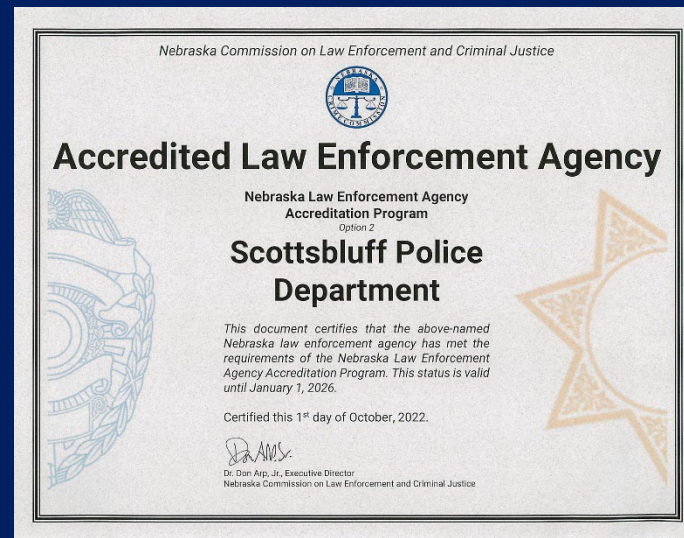 Nebraska Commission on Law Enforcement and Criminal Justice
NEBRASKA
CRIME COMMISSION
Accredited Law Enforcement Agency
Nebraska Law Enforcement Agency
Accreditation Program
Option 2
Scottsbluff Police
Department
This document certifies that the above-named
Nebraska law enforcement agency has met the
requirements of the Nebraska Law Enforcement
Agency Accreditation Program. This status is valid
until January 1, 2026.
Certified this 1st day of October, 2022.
Dr. Don Arp, Jr., Executive Director
Nebraska Commission on Law Enforcement and Criminal Justice